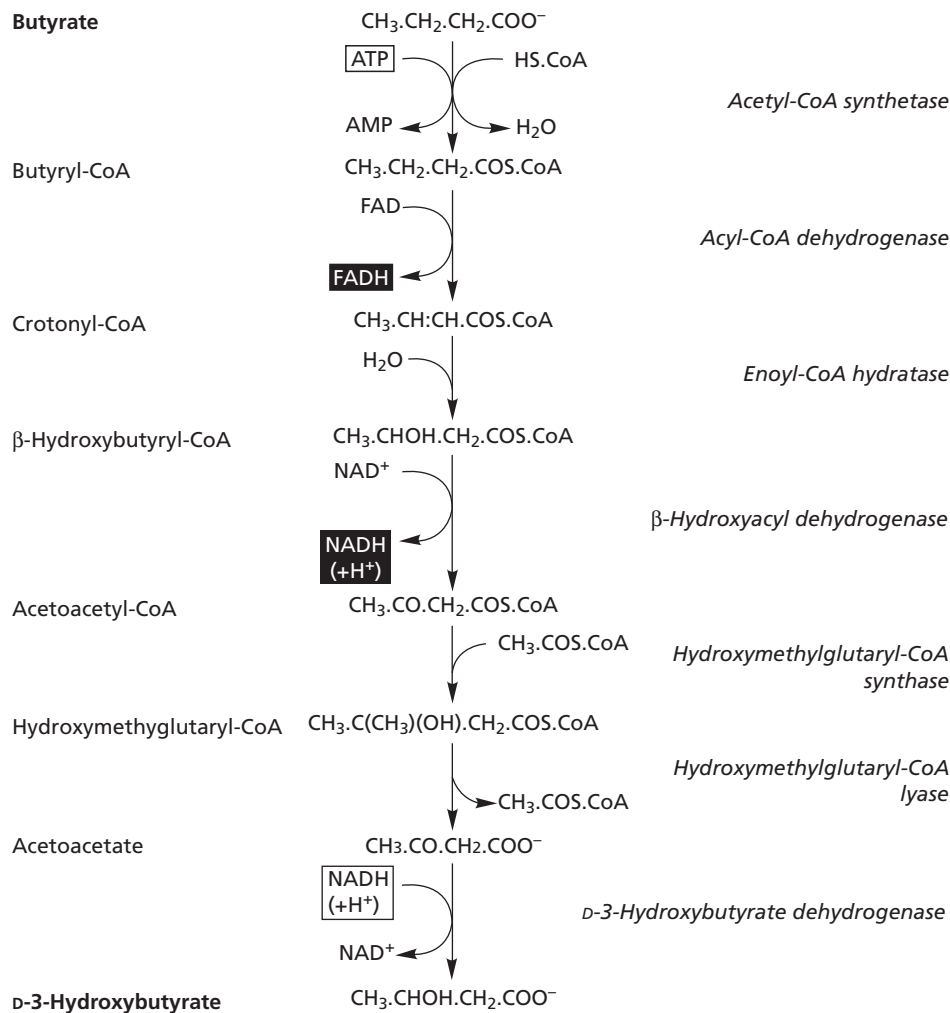 Butyrate CH₃.CH₂.CH₂.COO⁻
ATP HS.CoA
Acetyl-CoA synthetase
AMP H₂O
Butyryl-CoA CH₃.CH₂.CH₂.COS.CoA
FAD
Acyl-CoA dehydrogenase
FADH
Crotonyl-CoA CH₃.CH:CH.COS.CoA
H₂O
Enoyl-CoA hydratase
β-Hydroxybutyryl-CoA CH₃.CHOH.CH₂.COS.CoA
NAD⁺
β-Hydroxyacyl dehydrogenase
NADH
(+H⁺)
Acetoacetyl-CoA CH₃.CO.CH₂.COS.CoA
CH₃.COS.CoA
Hydroxymethylglutaryl-CoA
synthase
Hydroxymethyglutaryl-CoA CH₃.C(CH₃)(OH).CH₂.COS.CoA
Hydroxymethylglutaryl-CoA
lyase
CH₃.COS.CoA
Acetoacetate CH₃.CO.CH₂.COO⁻
NADH
(+H⁺)
D-3-Hydroxybutyrate dehydrogenase
NAD⁺
D-3-Hydroxybutyrate CH₃.CHOH.CH₂.COO⁻